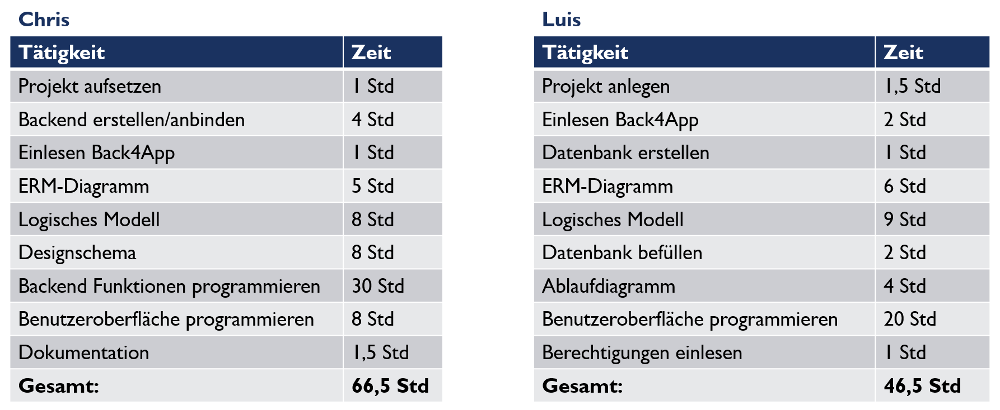 Chris
Tätigkeit Zeit
Projekt aufsetzen 1 Std
Backend erstellen/anbinden 4 Std
Einlesen Back4App 1 Std
ERM-Diagramm 5 Std
Logisches Modell 8 Std
Designschema 8 Std
Backend Funktionen programmieren 30 Std
Benutzeroberfläche programmieren 8 Std
Dokumentation 1,5 Std
Gesamt: 66,5 Std
Luis
Tätigkeit Zeit
Projekt anlegen 1,5 Std
Einlesen Back4App 2 Std
Datenbank erstellen 1 Std
ERM-Diagramm 6 Std
Logisches Modell 9 Std
Datenbank befüllen 2 Std
Ablaufdiagramm 4 Std
Benutzeroberfläche programmieren 20 Std
Berechtigungen einlesen 1 Std
Gesamt: 46,5 Std